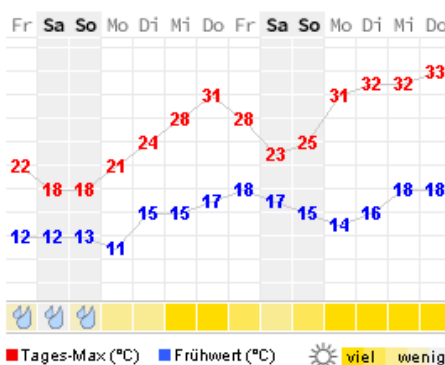 Fr Sa So Mo Di Mi Do Fr Sa So Mo Di Mi Do
22 18 18 21 24 28 31 28 23 25 31 32 32 33
12 12 13 11 15 15 17 18 17 15 14 16 18 18
Tages-Max (°C) Frühwert (°C) viel wenig